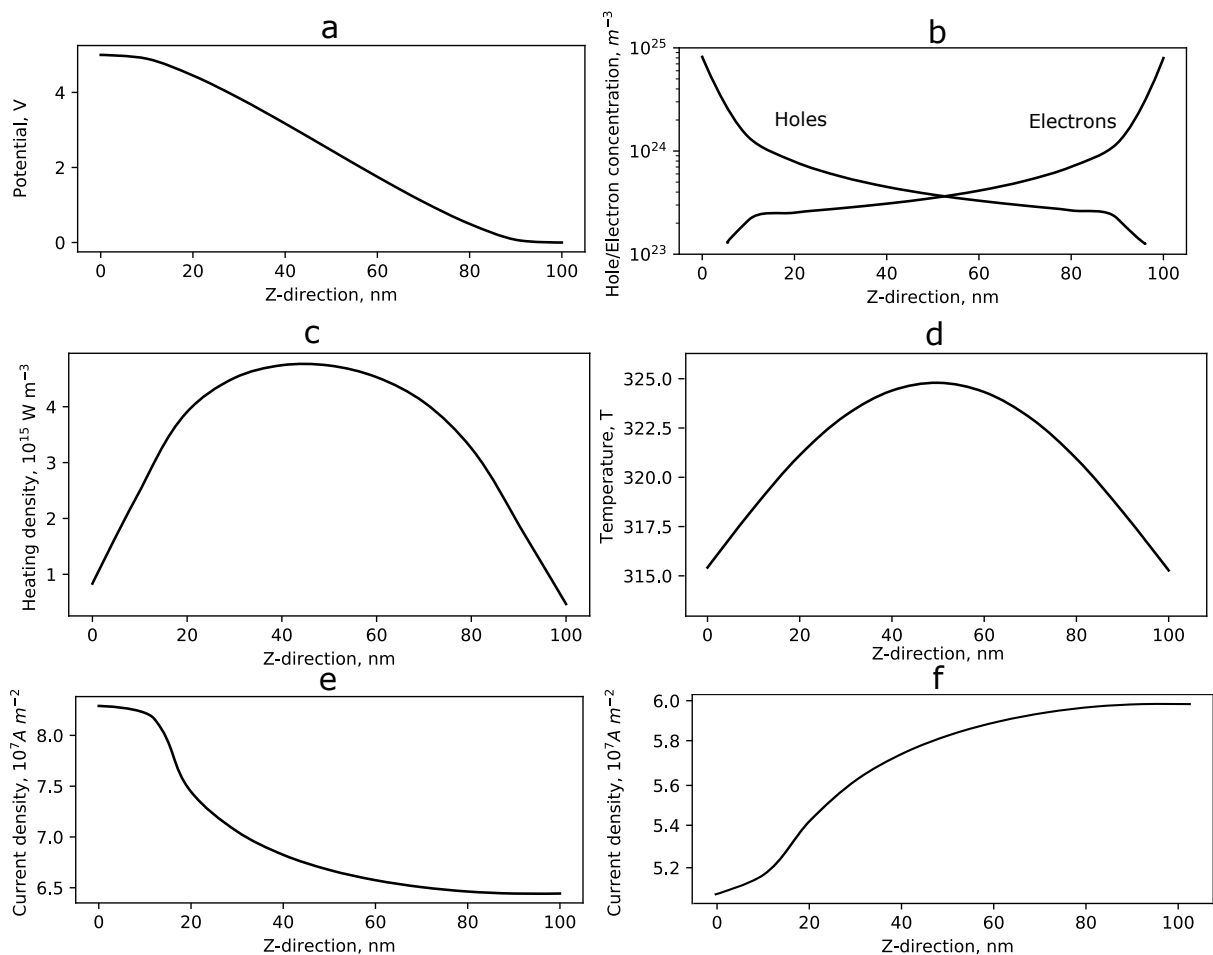 a
Potential, V
4
2
0
0 20 40 60 80 100
Z-direction, nm
b
Hole/Electron concentration, m⁻³
10²⁵
10²⁴
10²³
Holes
Electrons
0 20 40 60 80 100
Z-direction, nm
c
Heating density, 10¹⁵ W m⁻³
4
3
2
1
0 20 40 60 80 100
Z-direction, nm
d
Temperature, T
325.0
322.5
320.0
317.5
315.0
0 20 40 60 80 100
Z-direction, nm
e
Current density, 10⁷A m⁻²
8.0
7.5
7.0
6.5
0 20 40 60 80 100
Z-direction, nm
f
Current density, 10⁷A m⁻²
6.0
5.8
5.6
5.4
5.2
0 20 40 60 80 100
Z-direction, nm